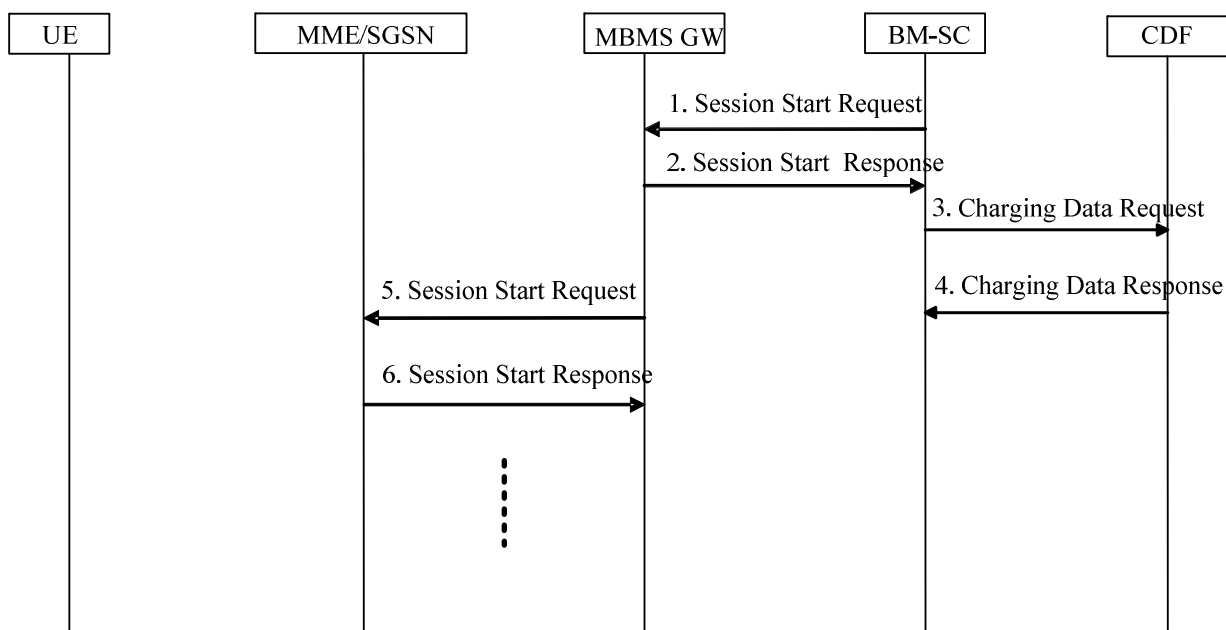 UE
MME/SGSN
MBMS GW
BM-SC
CDF
1. Session Start Request
2. Session Start Response
3. Charging Data Request
4. Charging Data Response
5. Session Start Request
6. Session Start Response